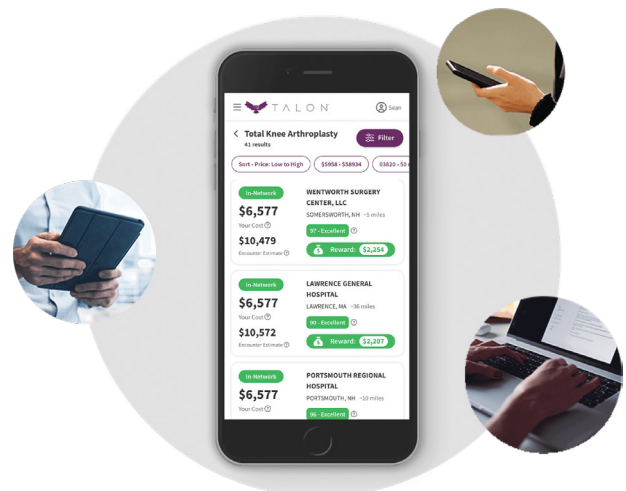 TALON
Sean
Total Knee Arthroplasty
41 results
Filter
Sort - Price: Low to High
$5958 - $58934
03820 - 50
In-Network
WENTWORTH SURGERY
CENTER, LLC
$6,577
SOMERSWORTH, NH ~5 miles
Your Cost
97 - Excellent
$10,479
Encounter Estimate
Reward: $2,254
In-Network
LAWRENCE GENERAL
HOSPITAL
$6,577
LAWRENCE, MA ~36 miles
Your Cost
90 - Excellent
$10,572
Encounter Estimate
Reward: $2,207
In-Network
PORTSMOUTH REGIONAL
HOSPITAL
$6,577
PORTSMOUTH, NH ~10 miles
Your Cost
96 - Excellent